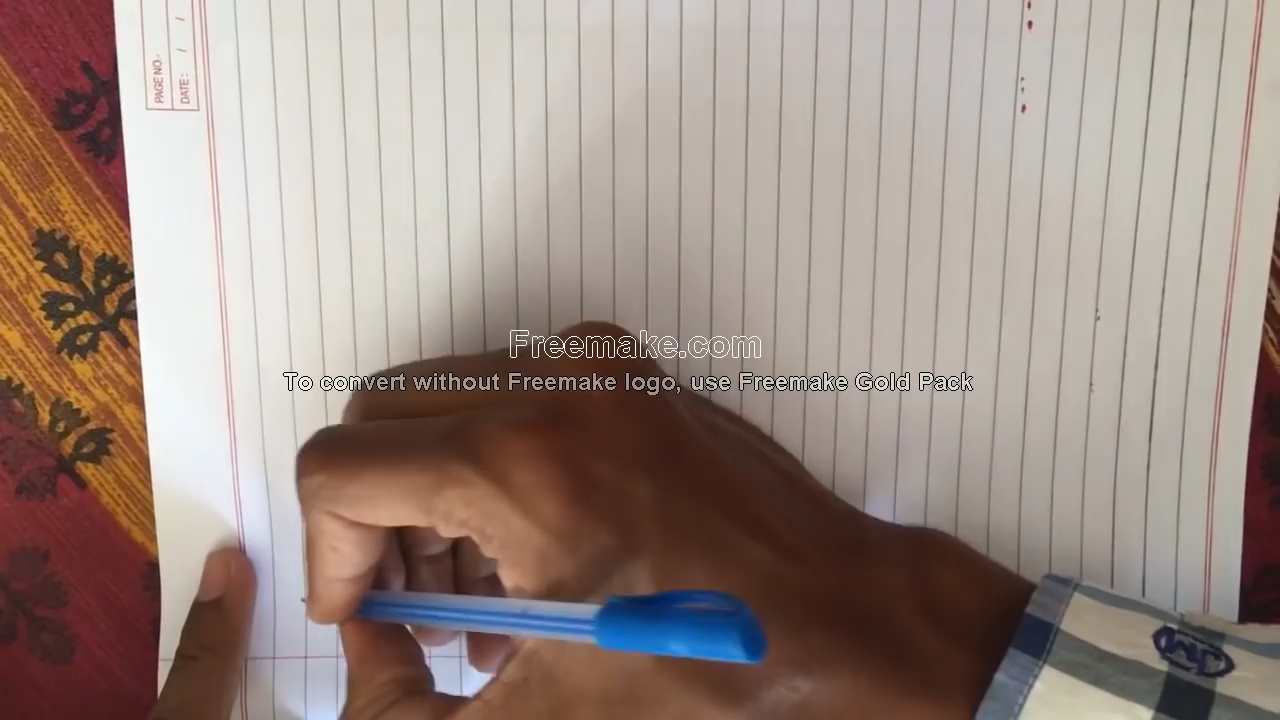 PAGE NO.-
DATE: / /
Freemake.com
To convert without Freemake logo, use Freemake Gold Pack